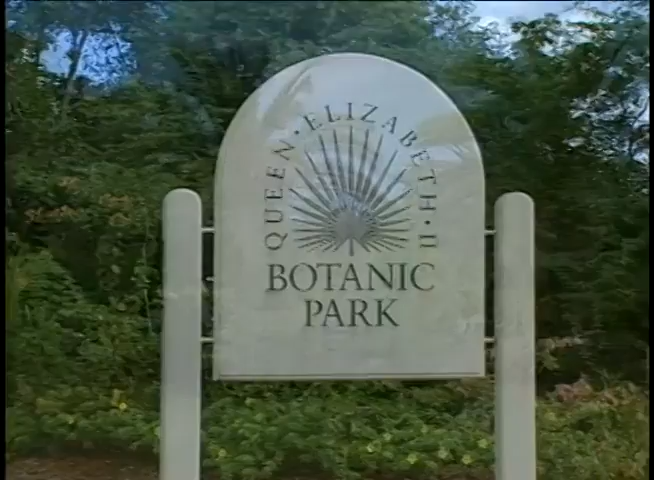 QUEEN · ELIZABETH · II
BOTANIC
PARK